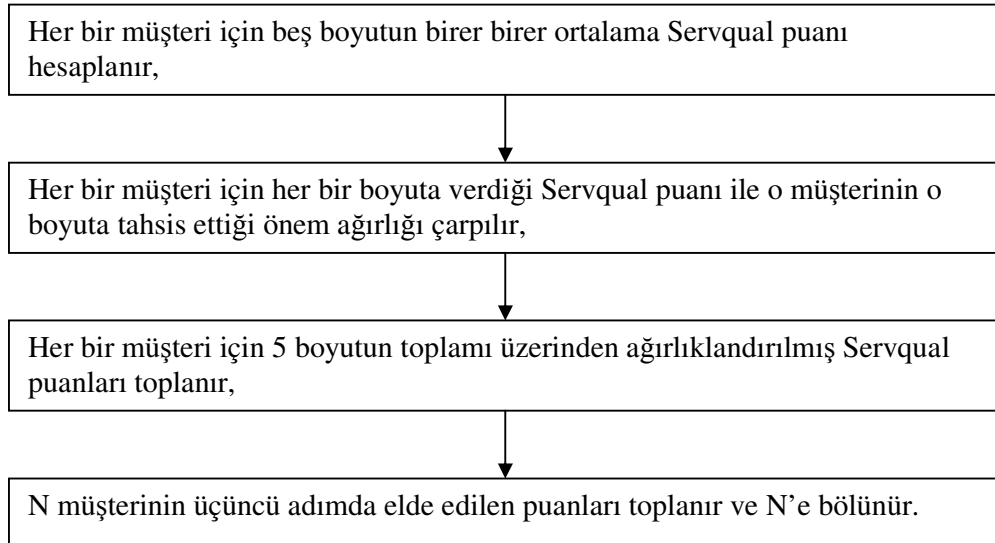 Her bir müşteri için beş boyutun birer birer ortalama Servqual puanı
hesaplanır,
Her bir müşteri için her bir boyuta verdiği Servqual puanı ile o müşterinin o
boyuta tahsis ettiği önem ağırlığı çarpılır,
Her bir müşteri için 5 boyutun toplamı üzerinden ağırlıklandırılmış Servqual
puanları toplanır,
N müşterinin üçüncü adımda elde edilen puanları toplanır ve N’e bölünür.